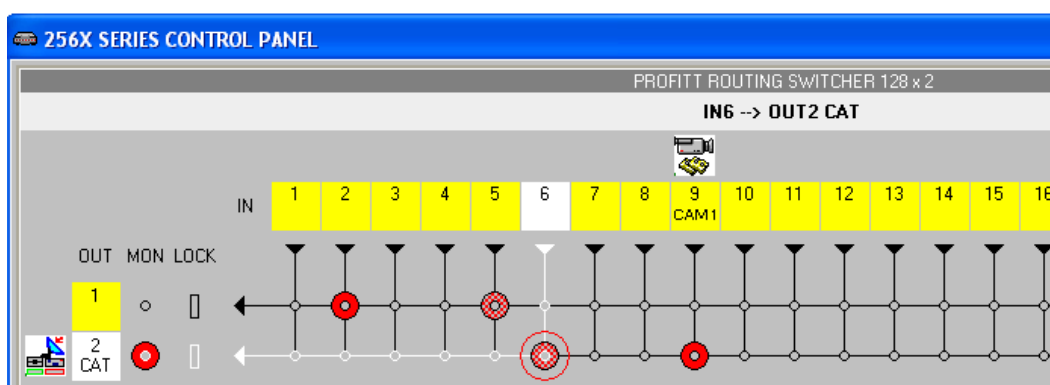 256X SERIES CONTROL PANEL
PROFITT ROUTING SWITCHER 128 x 2
IN6 --> OUT2 CAT
IN 1 2 3 4 5 6 7 8 9 10 11 12 13 14 15 16
CAM1
OUT MON LOCK
1
2
CAT